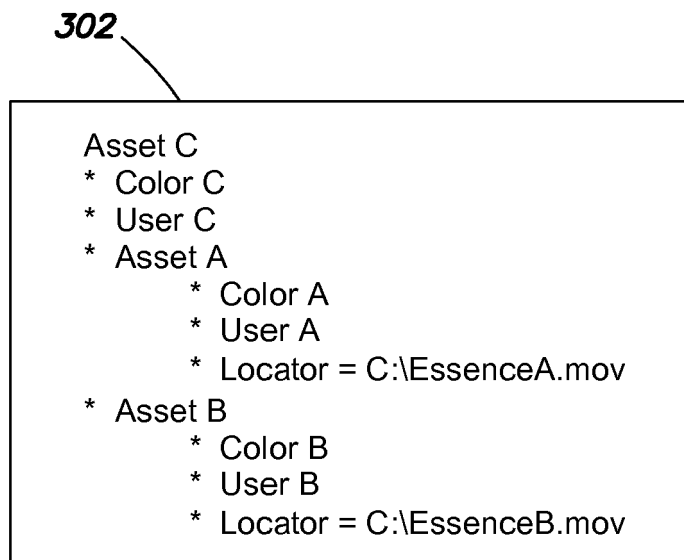 302
Asset C
* Color C
* User C
* Asset A
* Color A
* User A
* Locator = C:\EssenceA.mov
* Asset B
* Color B
* User B
* Locator = C:\EssenceB.mov